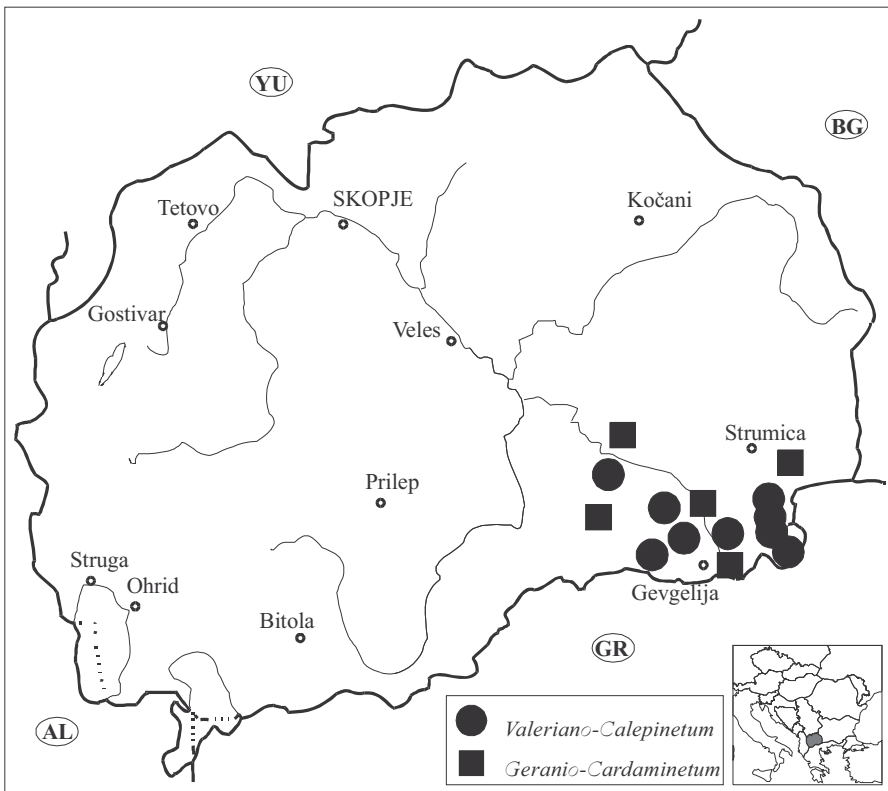 YU
BG
Tetovo
SKOPJE
Kočani
Gostivar
Veles
Strumica
Prilep
Struga
Ohrid
Gevgelija
Bitola
GR
AL
Valeriano-Calepinetum
Geranio-Cardaminetum